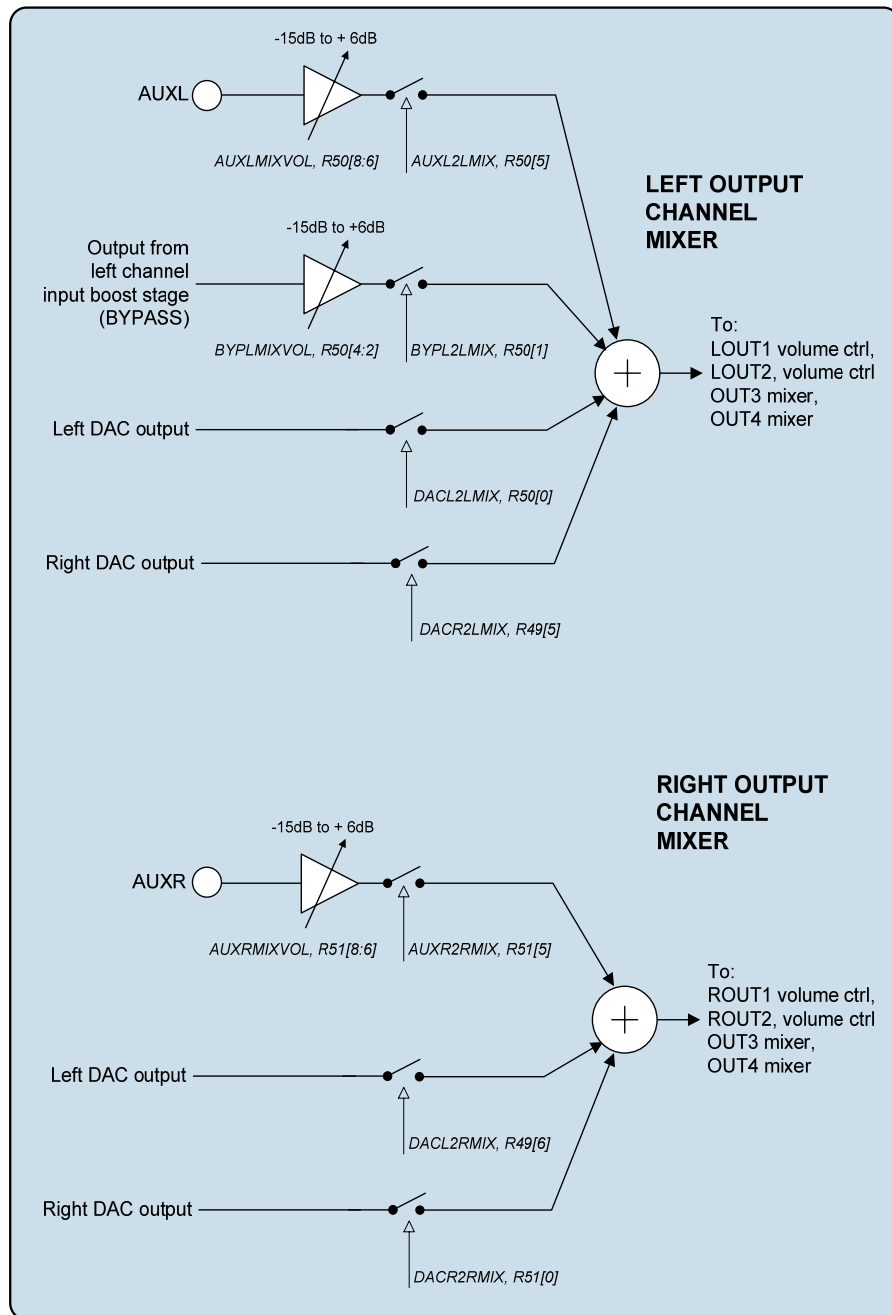 -15dB to + 6dB
AUXL
AUXLMIXVOL, R50[8:6]
AUXL2LMIX, R50[5]
LEFT OUTPUT
CHANNEL
MIXER
-15dB to +6dB
Output from
left channel
input boost stage
(BYPASS)
BYPLMIXVOL, R50[4:2]
BYPL2LMIX, R50[1]
To:
LOUT1 volume ctrl,
LOUT2, volume ctrl
OUT3 mixer,
OUT4 mixer
Left DAC output
DACL2LMIX, R50[0]
Right DAC output
DACR2LMIX, R49[5]
RIGHT OUTPUT
CHANNEL
MIXER
-15dB to + 6dB
AUXR
AUXRMIXVOL, R51[8:6]
AUXR2RMIX, R51[5]
To:
ROUT1 volume ctrl,
ROUT2, volume ctrl
OUT3 mixer,
OUT4 mixer
Left DAC output
DACL2RMIX, R49[6]
Right DAC output
DACR2RMIX, R51[0]